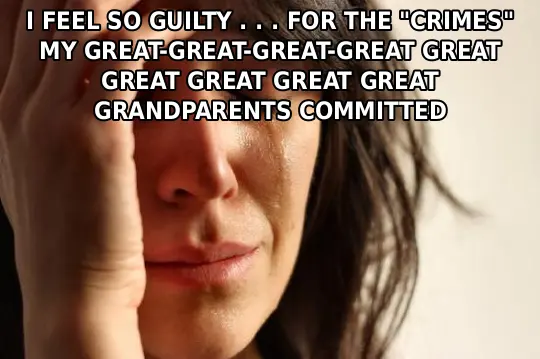 I FEEL SO GUILTY . . . FOR THE "CRIMES"
MY GREAT-GREAT-GREAT-GREAT GREAT
GREAT GREAT GREAT GREAT
GRANDPARENTS COMMITTED